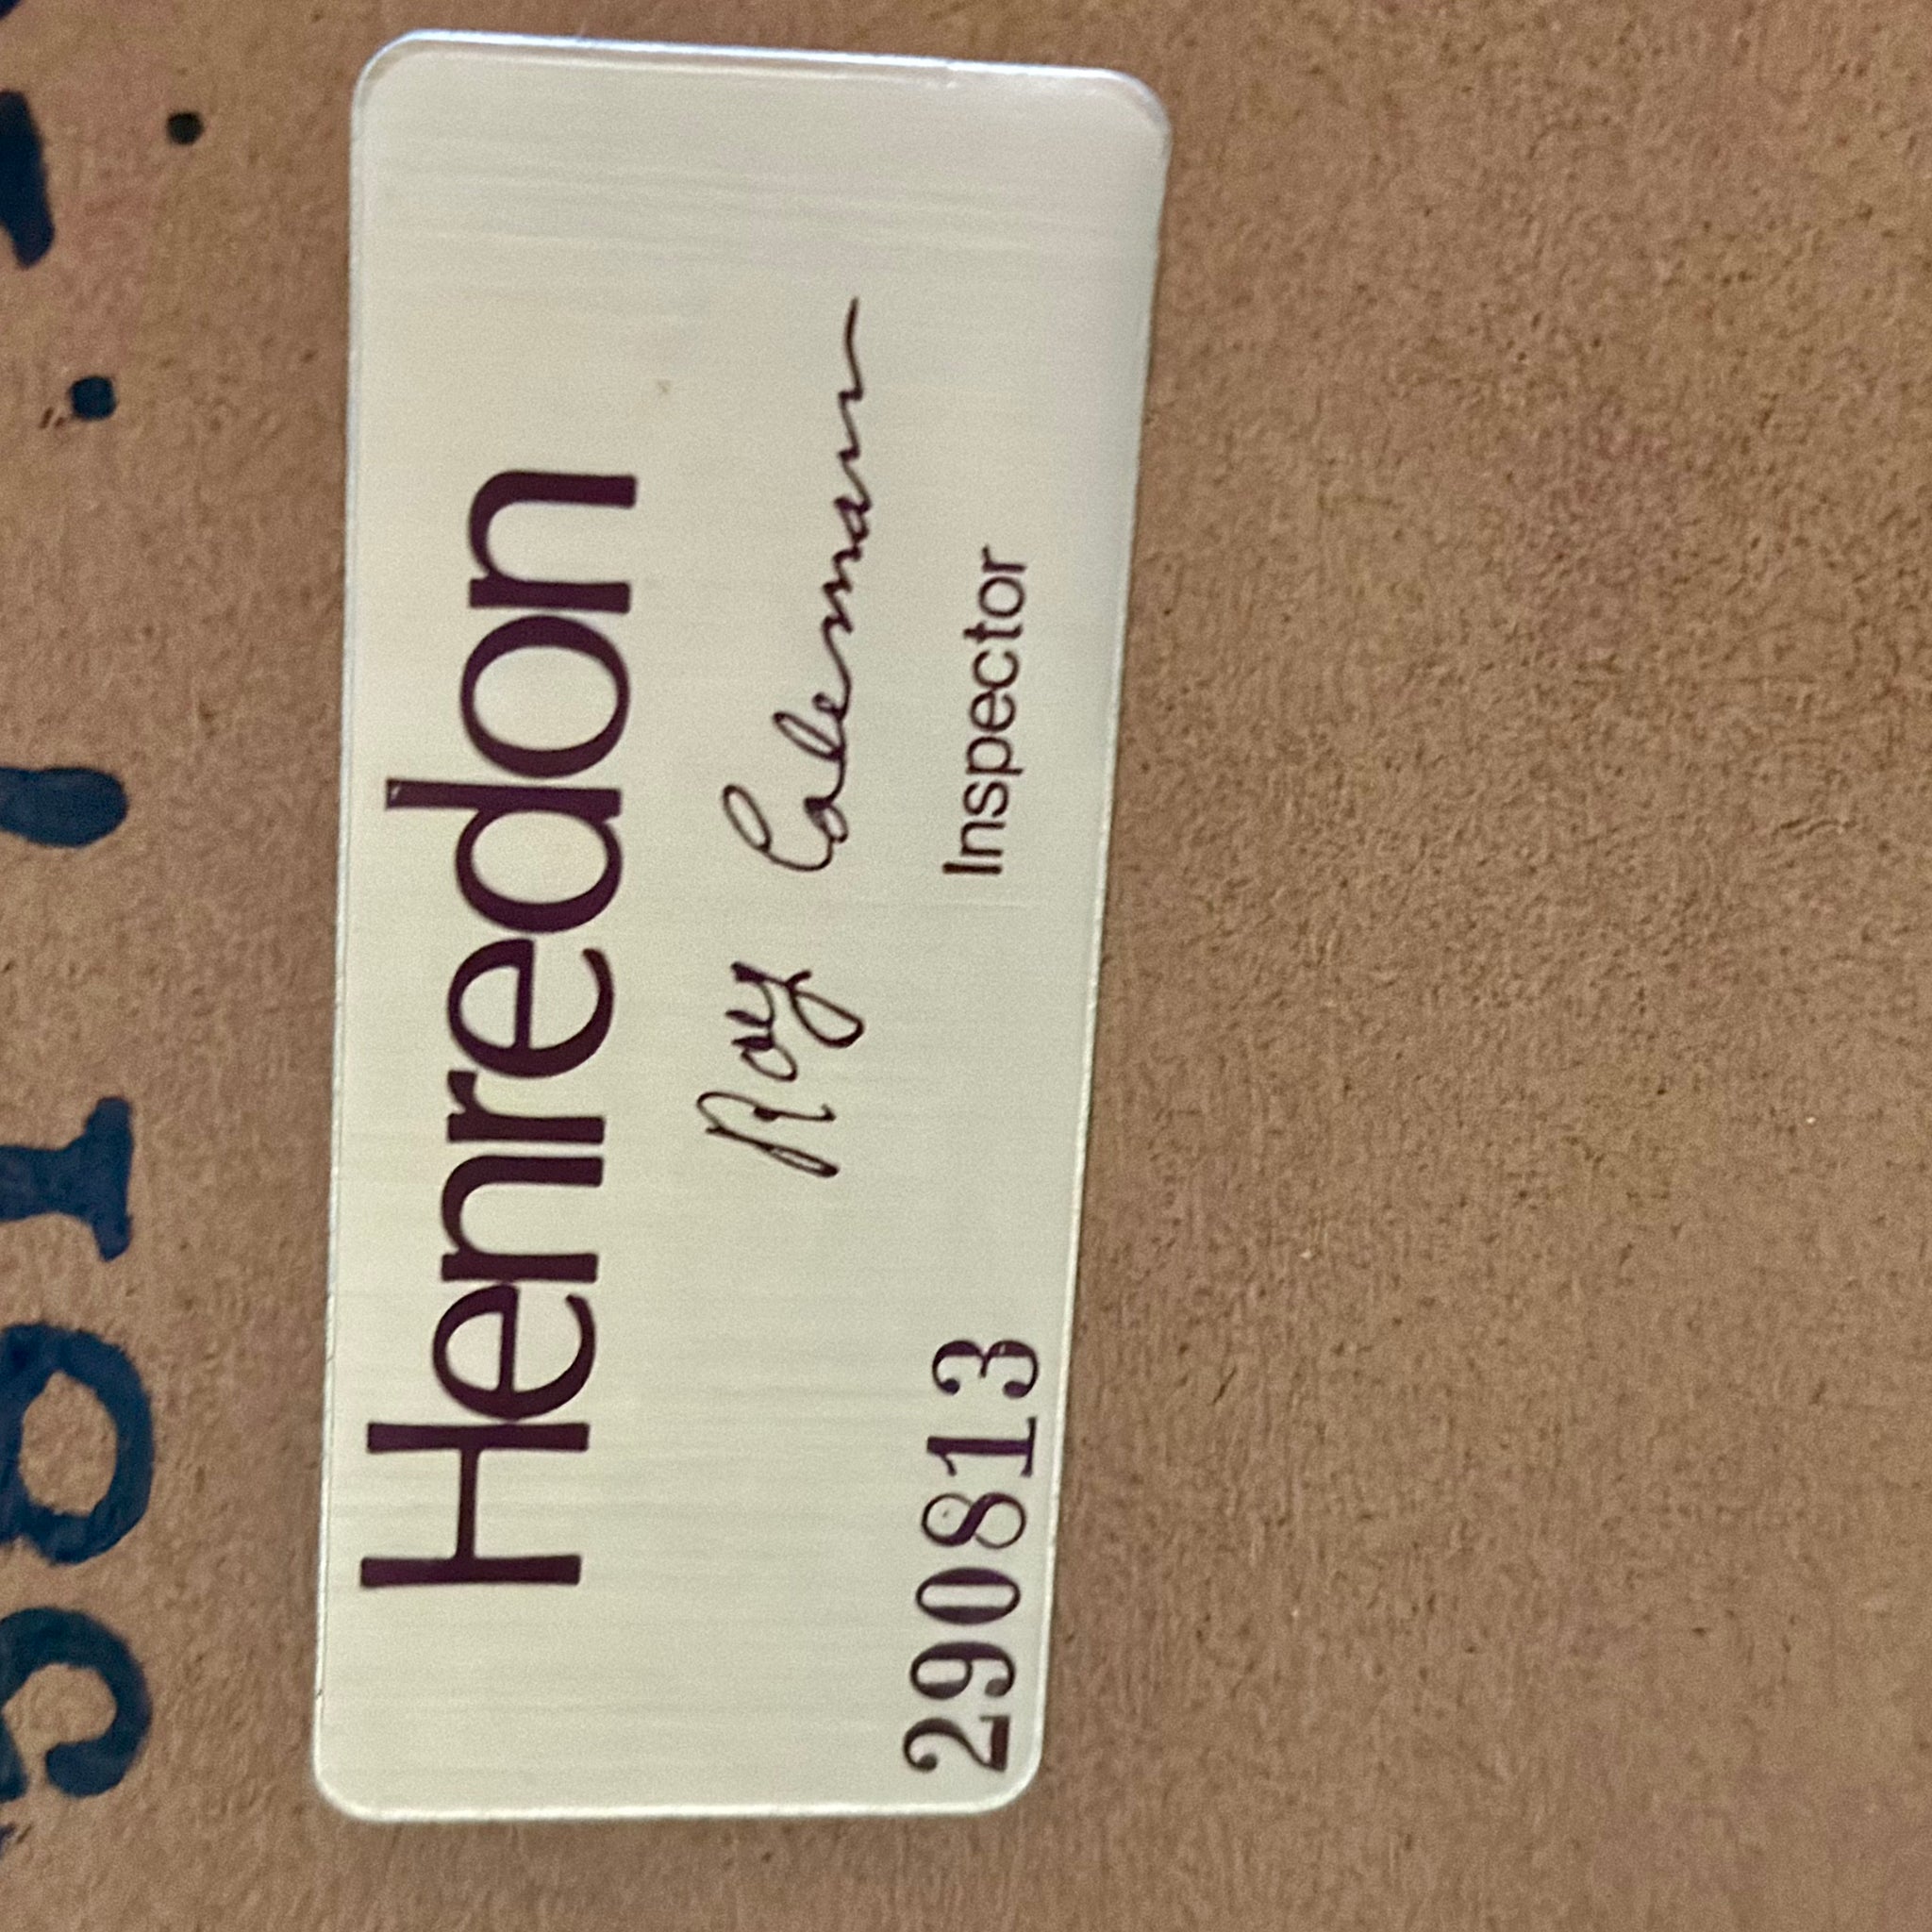 Henredon
Roy Coleman
Inspector
290813